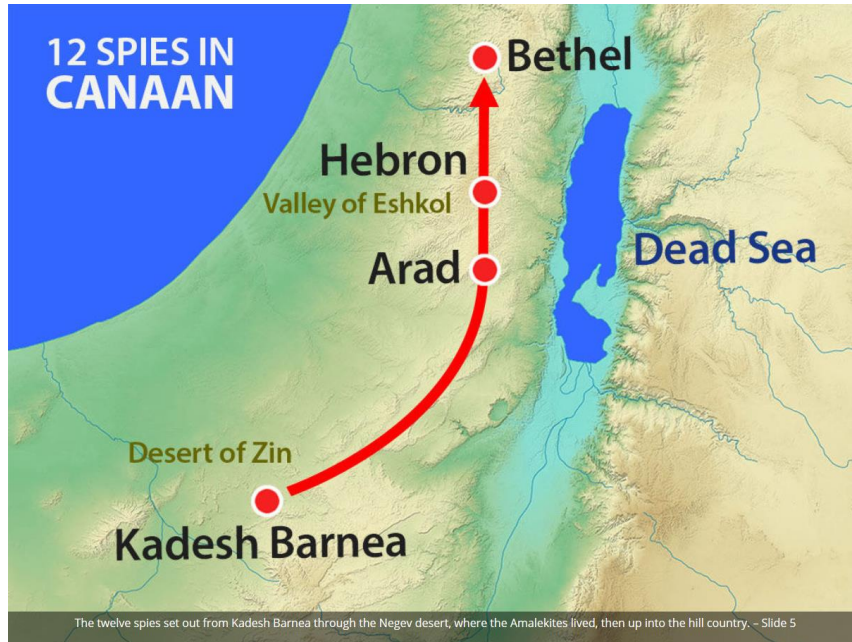 12 SPIES IN
CANAAN
Bethel
Hebron
Valley of Eshkol
Dead Sea
Arad
Desert of Zin
Kadesh Barnea
The twelve spies set out from Kadesh Barnea through the Negev desert, where the Amalekites lived, then up into the hill country. – Slide 5